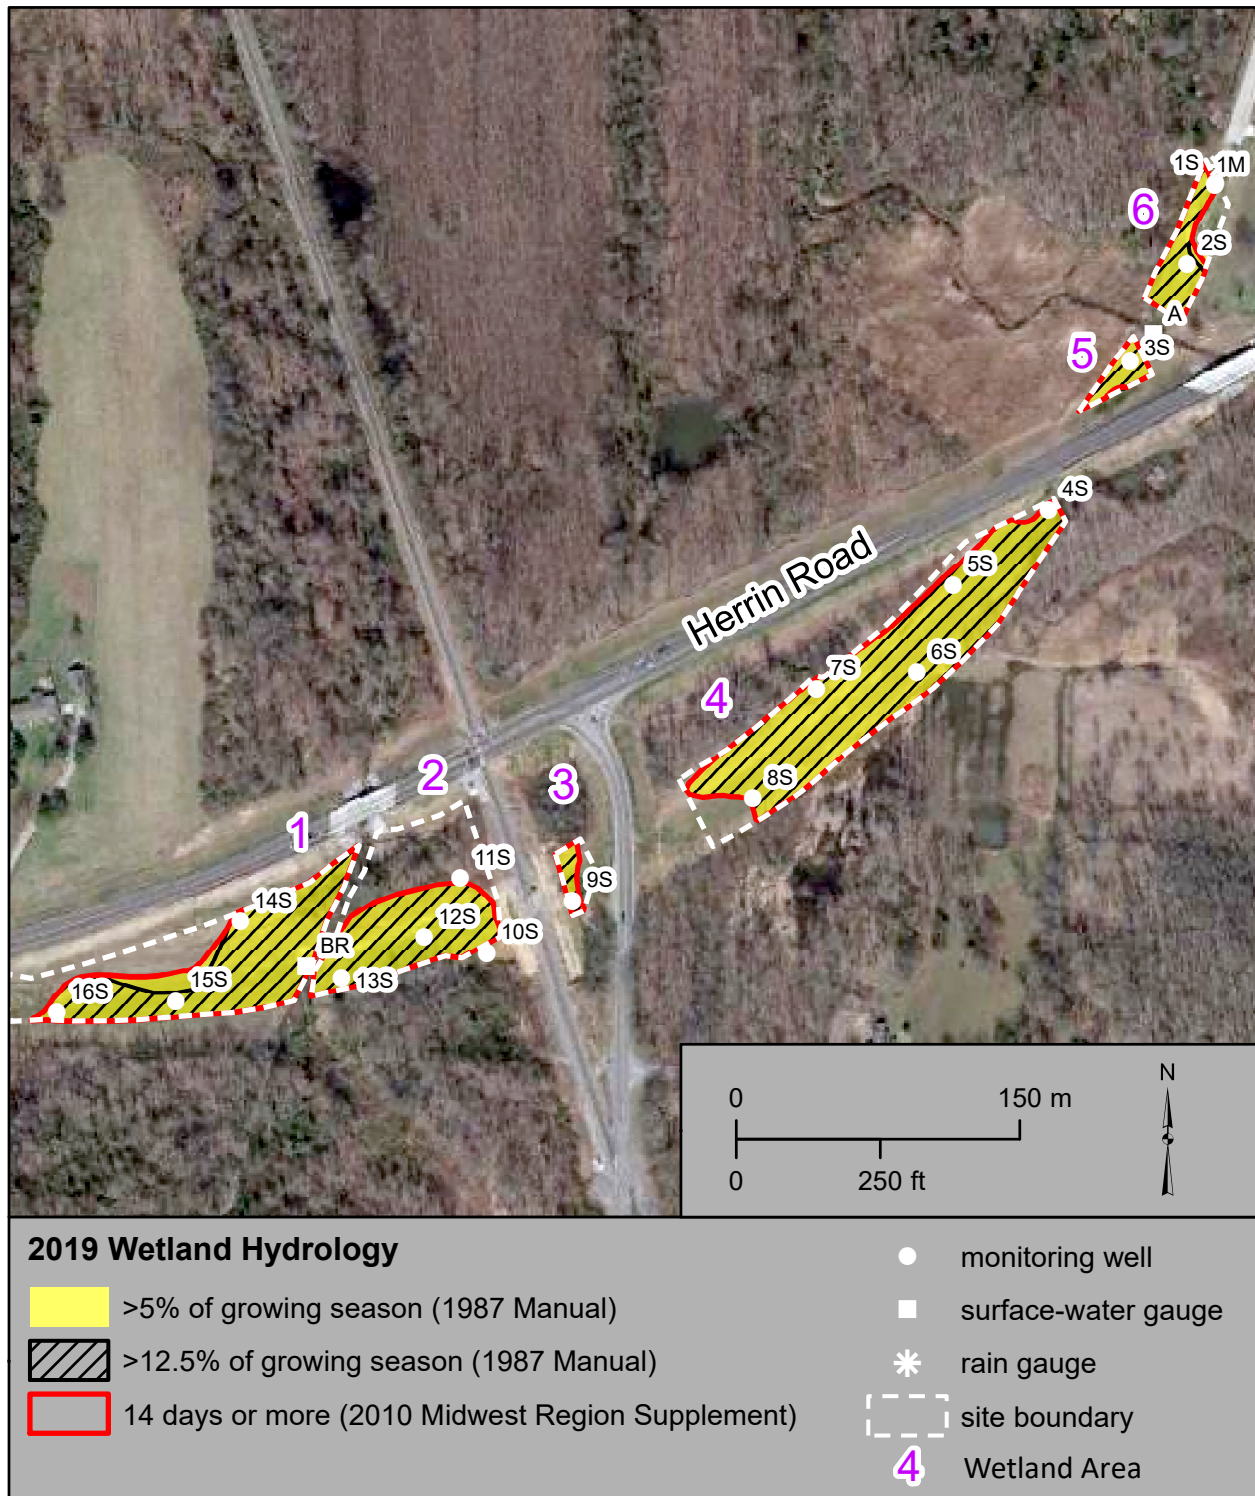 1S 1M
6
2S
A
5
3S
4S
Herrin Road
5S
6S
7S
4
8S
2
3
1
11S
9S
14S
12S
10S
BR
15S
13S
16S
N
0 150 m
0 250 ft
2019 Wetland Hydrology
>5% of growing season (1987 Manual)
>12.5% of growing season (1987 Manual)
14 days or more (2010 Midwest Region Supplement)
monitoring well
surface-water gauge
rain gauge
site boundary
4 Wetland Area